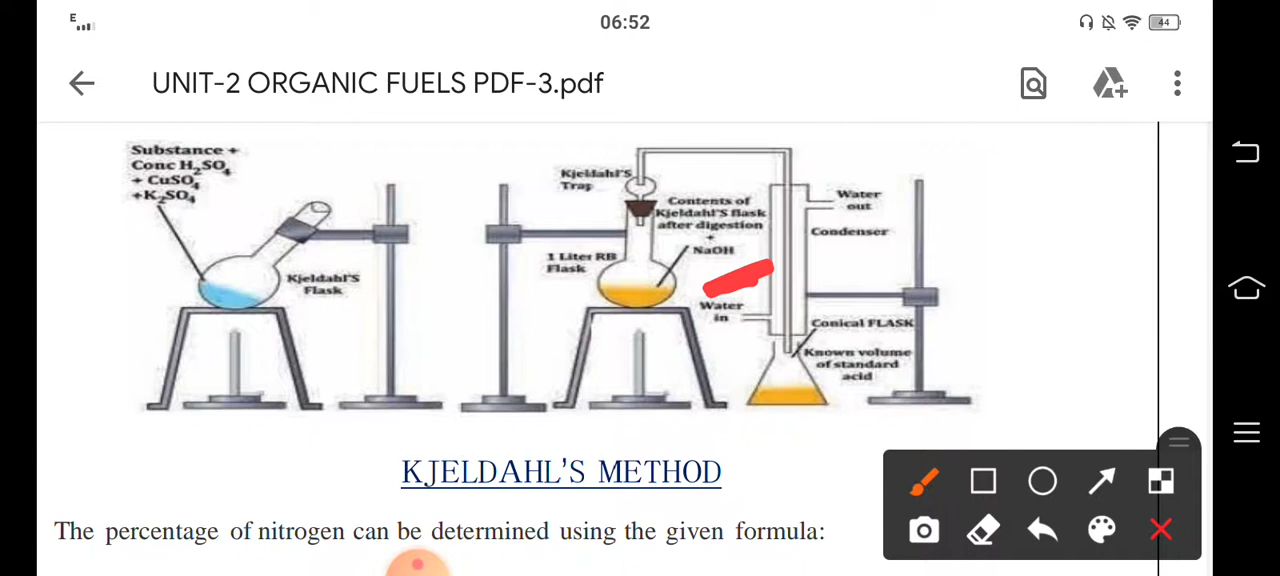 E
06:52
44
UNIT-2 ORGANIC FUELS PDF-3.pdf
Substance +
Conc H₂SO₄
+ CuSO₄
+K₂SO₄
Kjeldahl'S
Flask
Kjeldahl'S
Trap
Contents of
Kjeldahl'S flask
after digestion
+
NaOH
1 Liter RB
Flask
Water
out
Condenser
Water
in
Conical FLASK
Known volume
of standard
acid
KJELDAHL'S METHOD
The percentage of nitrogen can be determined using the given formula: